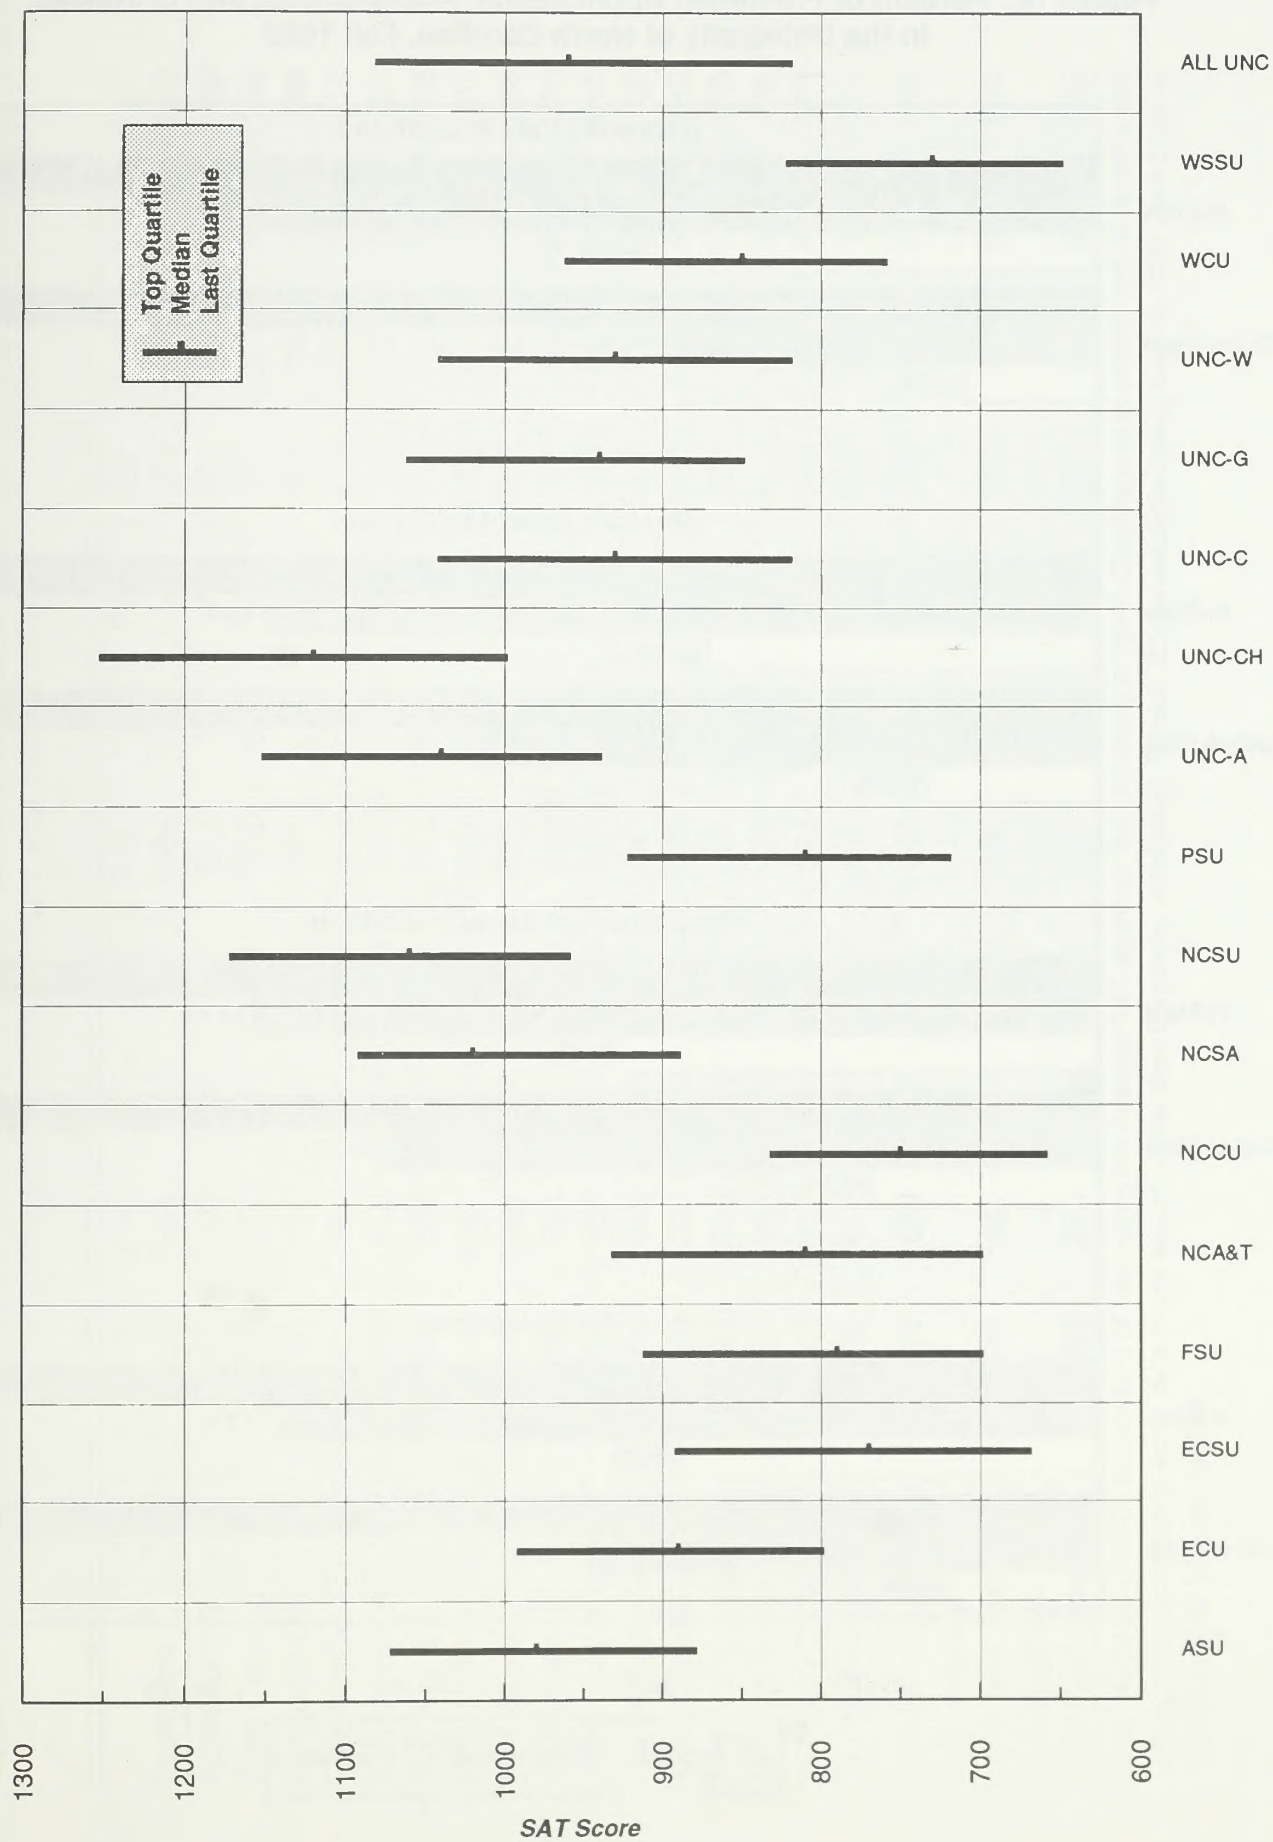 ALL UNC
WSSU
WCU
UNC-W
UNC-G
UNC-C
UNC-CH
UNC-A
PSU
NCSU
NCSA
NCCU
NCA&T
FSU
ECSU
ECU
ASU
Top Quartile
Median
Last Quartile
1300
1200
1100
1000
900
800
700
600
SAT Score